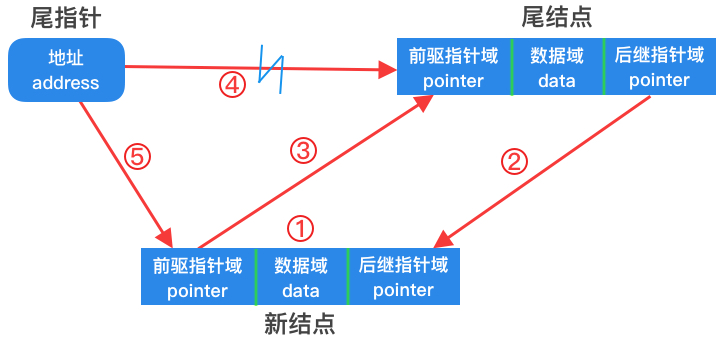 尾指针
尾结点
地址
address
前驱指针域
pointer
数据域
data
后继指针域
pointer
④
⑤
③
②
①
前驱指针域
pointer
数据域
data
后继指针域
pointer
新结点